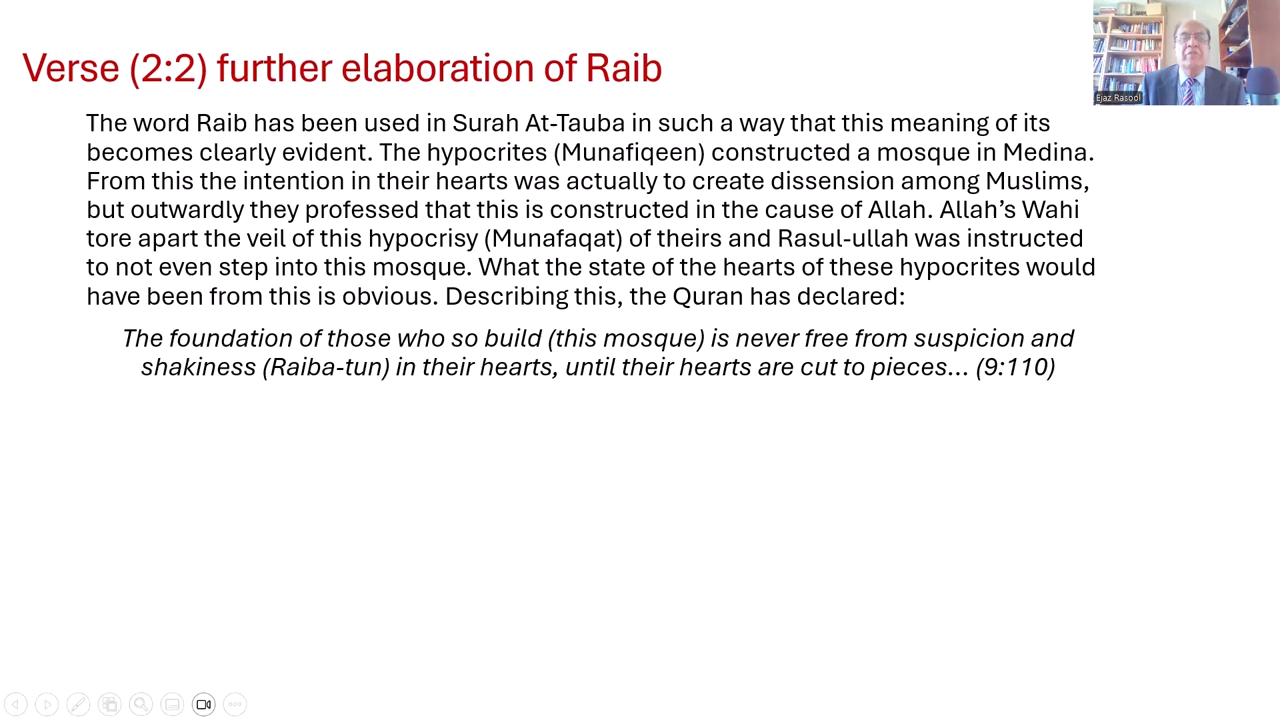 Verse (2:2) further elaboration of Raib
Ejaz Rasool
The word Raib has been used in Surah At-Tauba in such a way that this meaning of its
becomes clearly evident. The hypocrites (Munafiqeen) constructed a mosque in Medina.
From this the intention in their hearts was actually to create dissension among Muslims,
but outwardly they professed that this is constructed in the cause of Allah. Allah’s Wahi
tore apart the veil of this hypocrisy (Munafaqat) of theirs and Rasul-ullah was instructed
to not even step into this mosque. What the state of the hearts of these hypocrites would
have been from this is obvious. Describing this, the Quran has declared:
The foundation of those who so build (this mosque) is never free from suspicion and
shakiness (Raiba-tun) in their hearts, until their hearts are cut to pieces... (9:110)